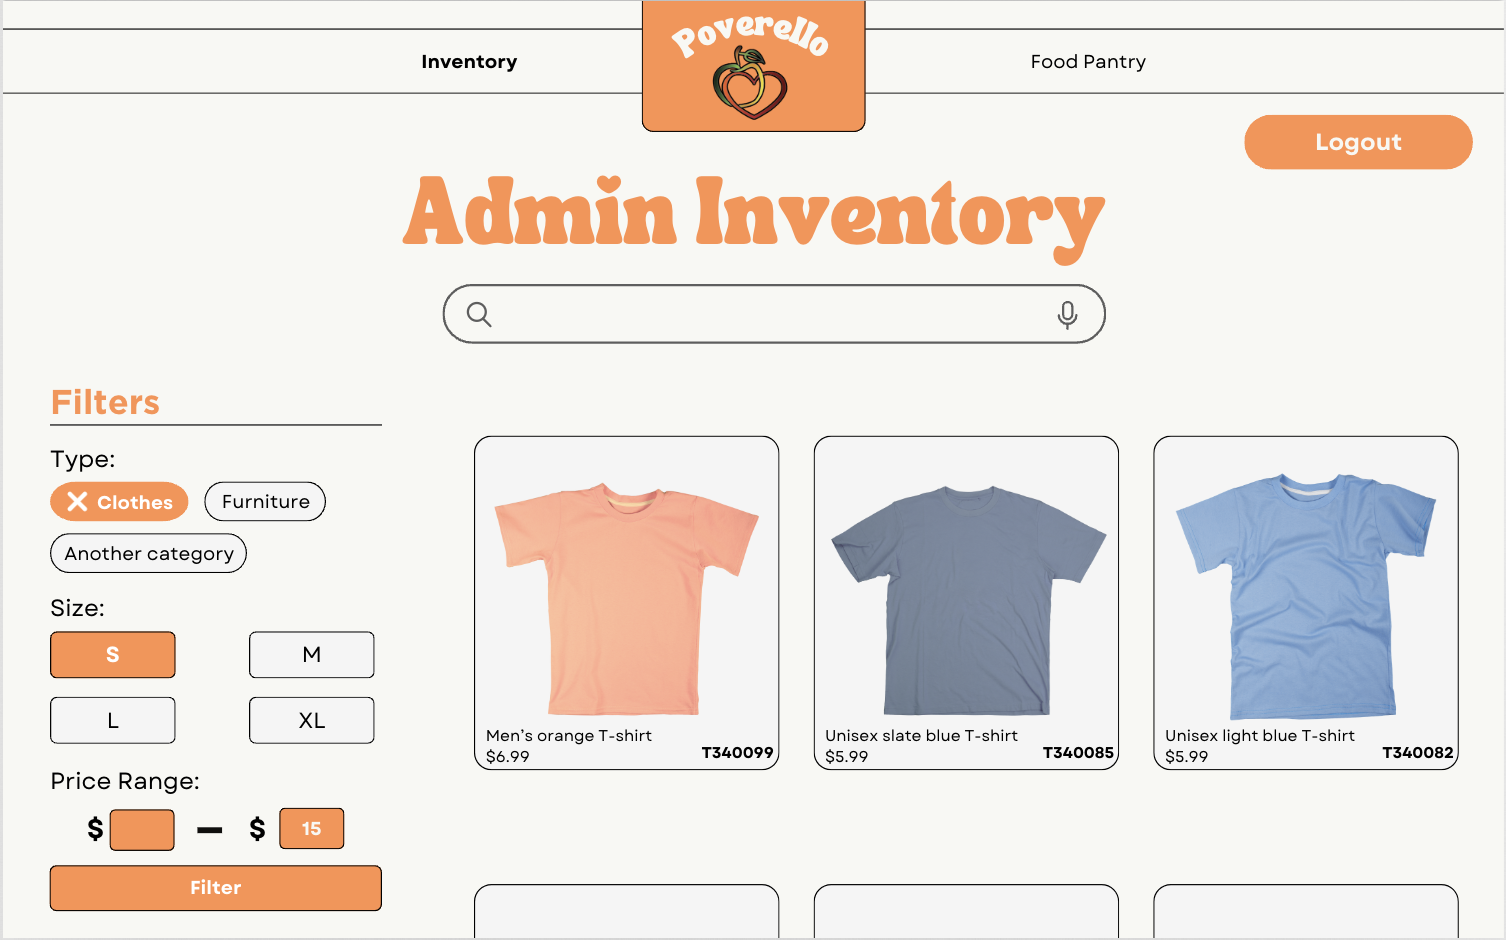 Poverello
Inventory
Food Pantry
Logout
Admin Inventory
Filters
Type:
Clothes
Furniture
Another category
Size:
S
M
L
XL
Price Range:
$
$ 15
Filter
Men’s orange T-shirt
$6.99
T340099
Unisex slate blue T-shirt
$5.99
T340085
Unisex light blue T-shirt
$5.99
T340082